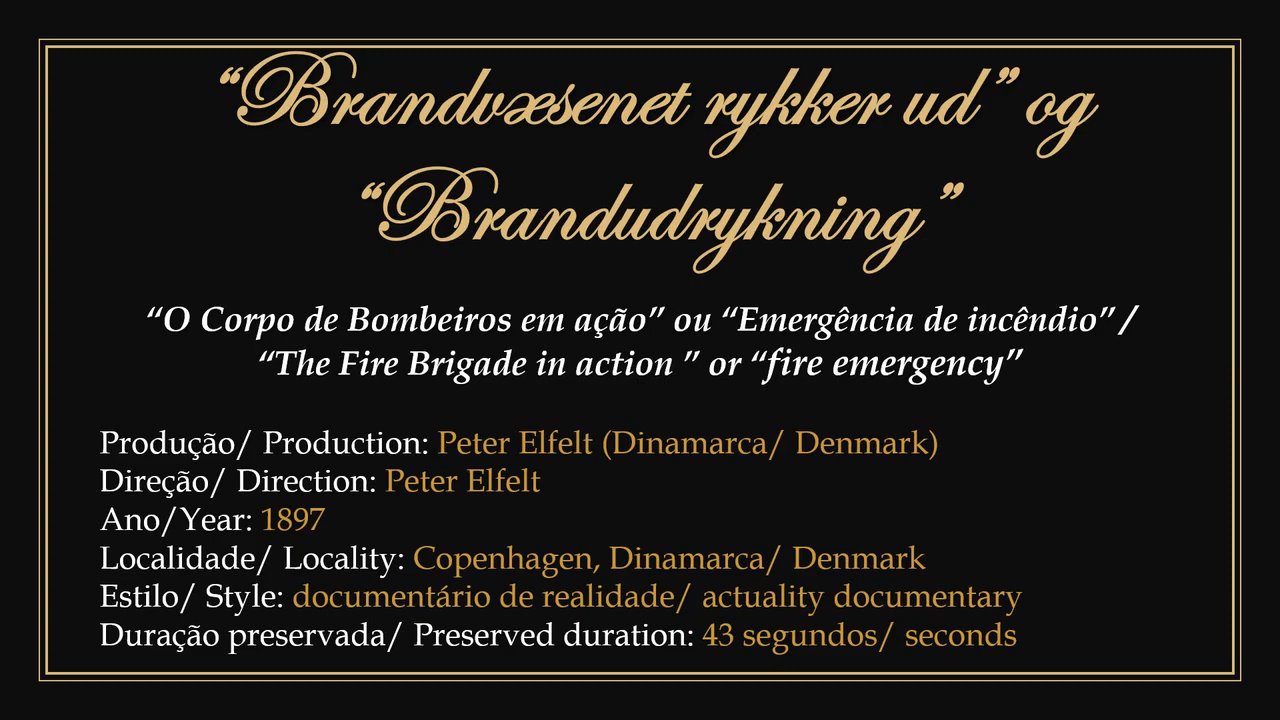 “Brandvæsenet rykker ud” og
“Brandudrykning”
“O Corpo de Bombeiros em ação” ou “Emergência de incêndio” /
“The Fire Brigade in action ” or “fire emergency”
Produção/ Production: Peter Elfelt (Dinamarca/ Denmark)
Direção/ Direction: Peter Elfelt
Ano/Year: 1897
Localidade/ Locality: Copenhagen, Dinamarca/ Denmark
Estilo/ Style: documentário de realidade/ actuality documentary
Duração preservada/ Preserved duration: 43 segundos/ seconds